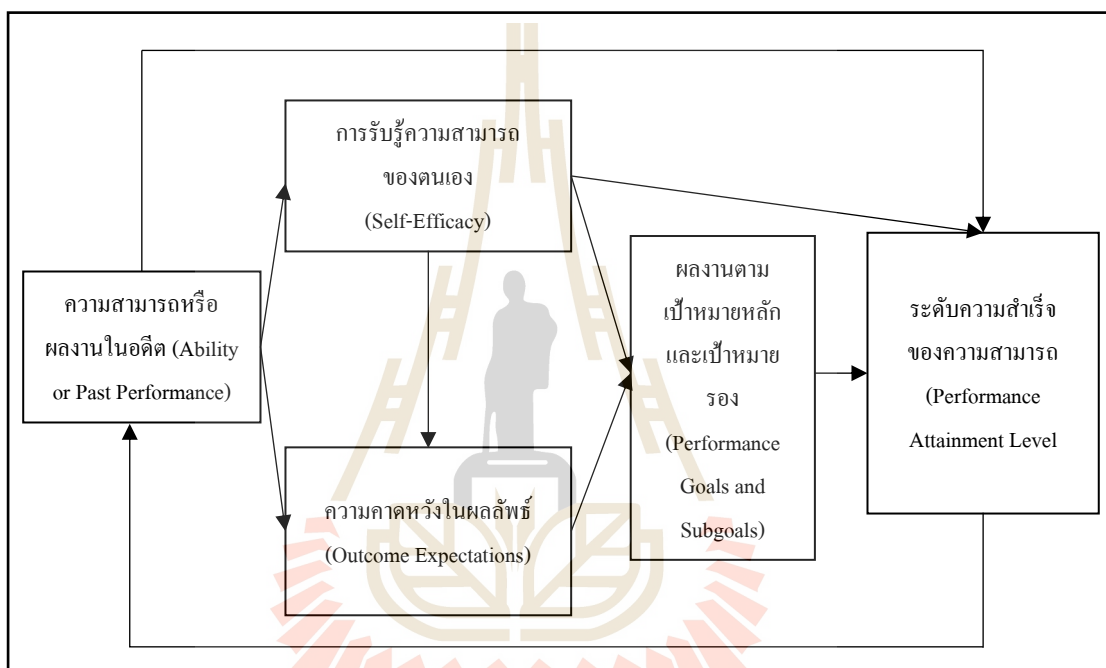 การรับรู้ความสามารถ
ของตนเอง
(Self-Efficacy)
ความสามารถหรือ
ผลงานในอดีต (Ability
or Past Performance)
ความคาดหวังในผลลัพธ์
(Outcome Expectations)
ผลงานตาม
เป้าหมายหลัก
และเป้าหมาย
รอง
(Performance
Goals and
Subgoals)
ระดับความสำเร็จ
ของความสามารถ
(Performance
Attainment Level